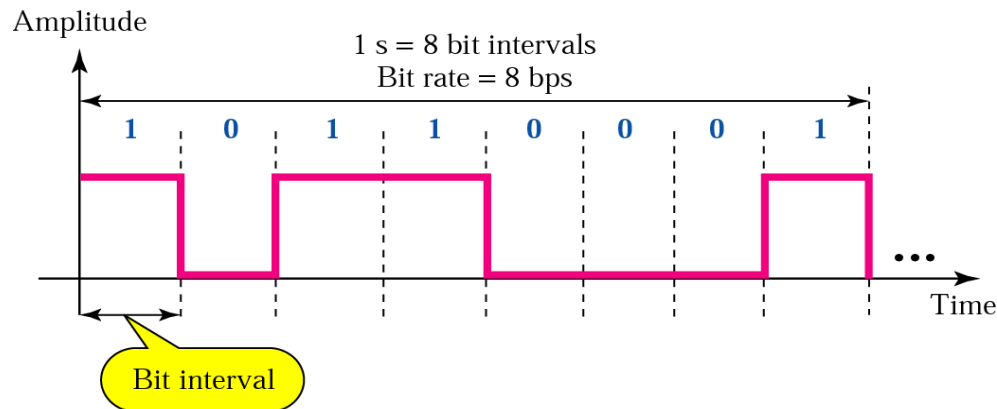 Amplitude
1 s = 8 bit intervals
Bit rate = 8 bps
1 0 1 1 0 0 0 1
...
Time
Bit interval